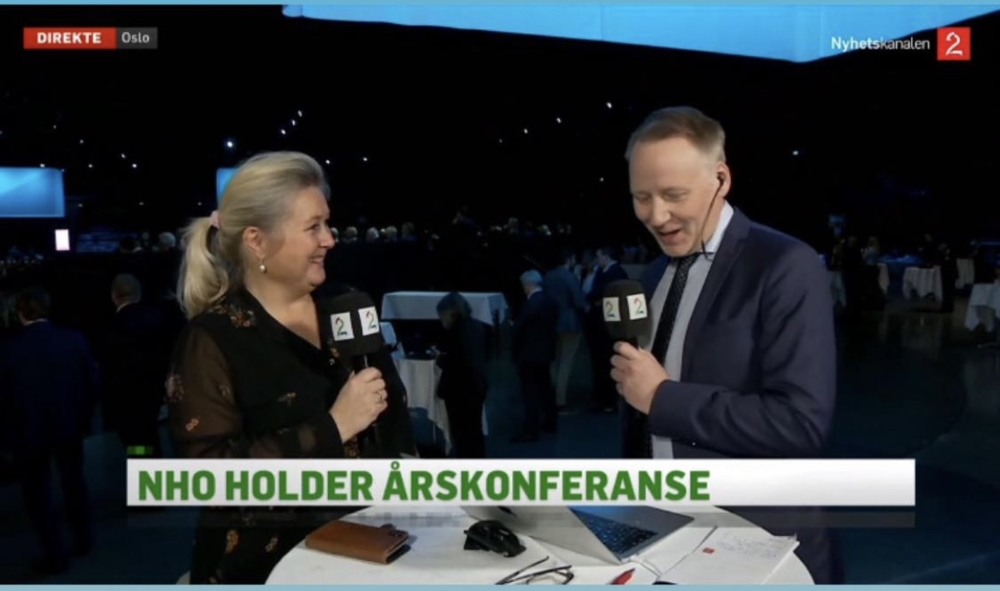 DIREKTE Oslo
Nyhetskanalen 2
2 2
2 2
NHO HOLDER ÅRSKONFERANSE